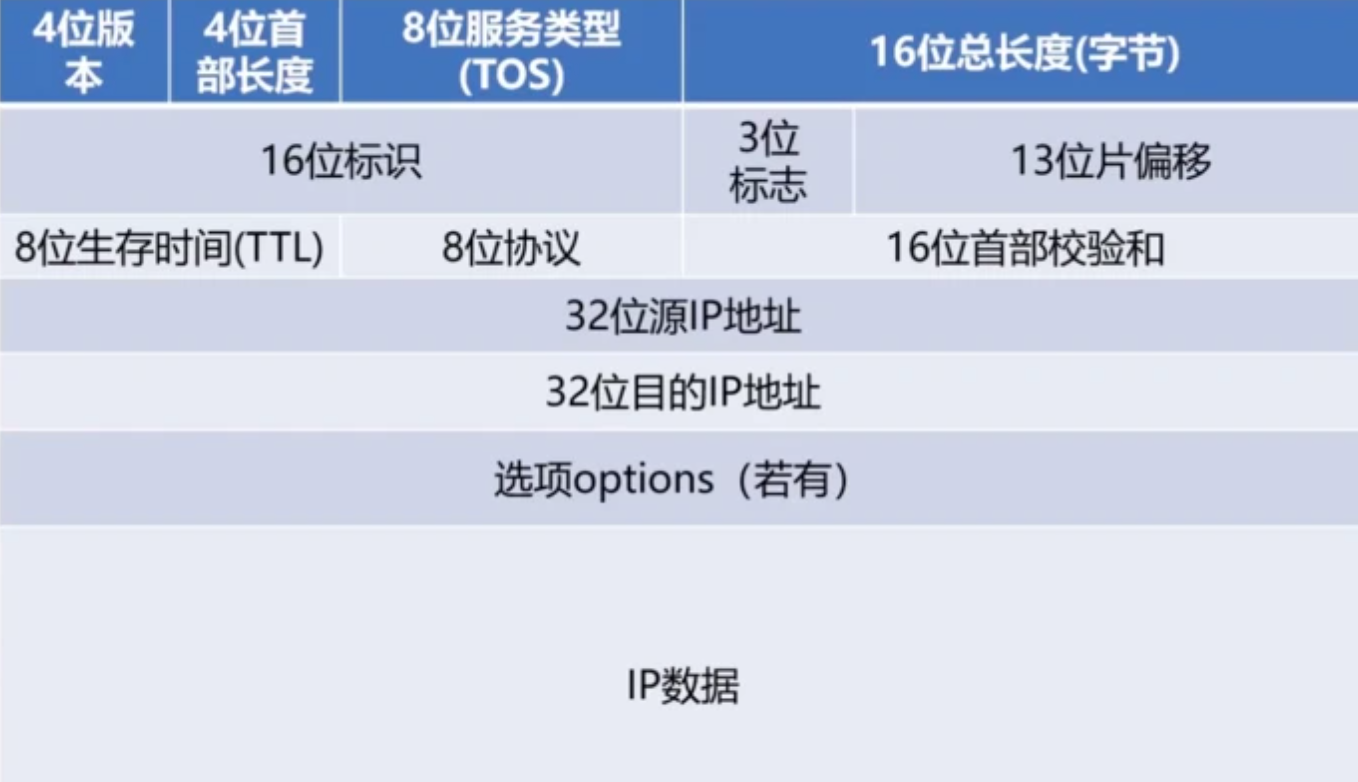 4位版
本
4位首
部长度
8位服务类型
(TOS)
16位总长度(字节)
16位标识
3位
标志
13位片偏移
8位生存时间(TTL)
8位协议
16位首部校验和
32位源IP地址
32位目的IP地址
选项options（若有）
IP数据